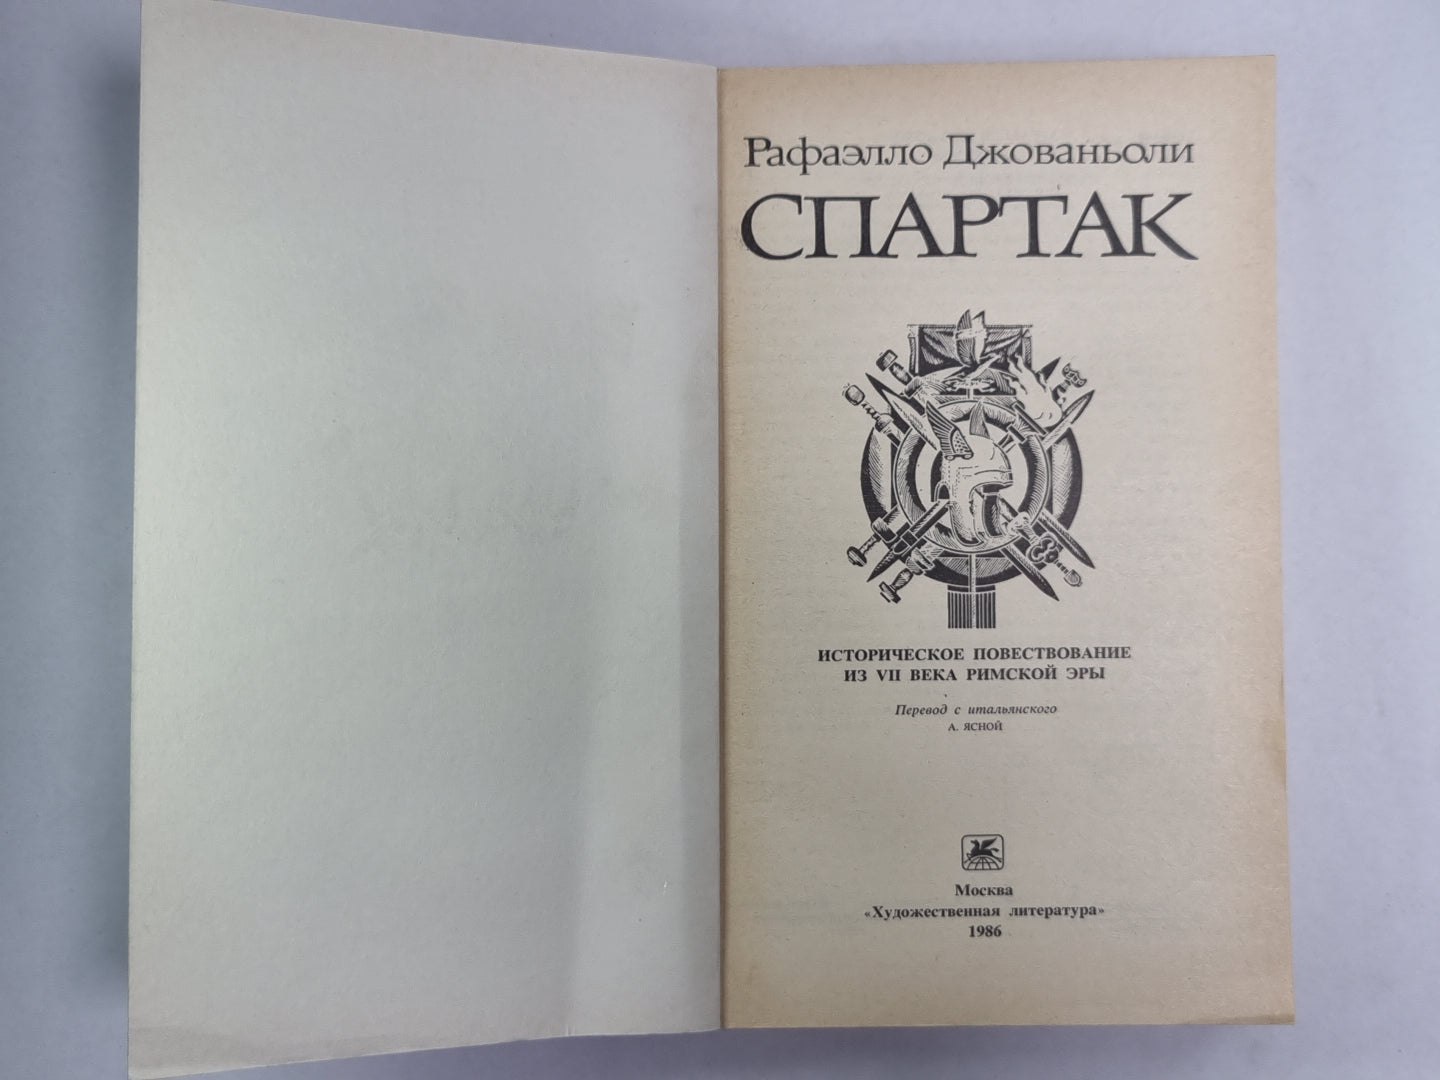 Рафаэлло Джованьоли
СПАРТАК
ИСТОРИЧЕСКОЕ ПОВЕСТВОВАНИЕ
ИЗ VII ВЕКА РИМСКОЙ ЭРЫ
Перевод с итальянского
А. ЯСНОЙ
Москва
«Художественная литература»
1986